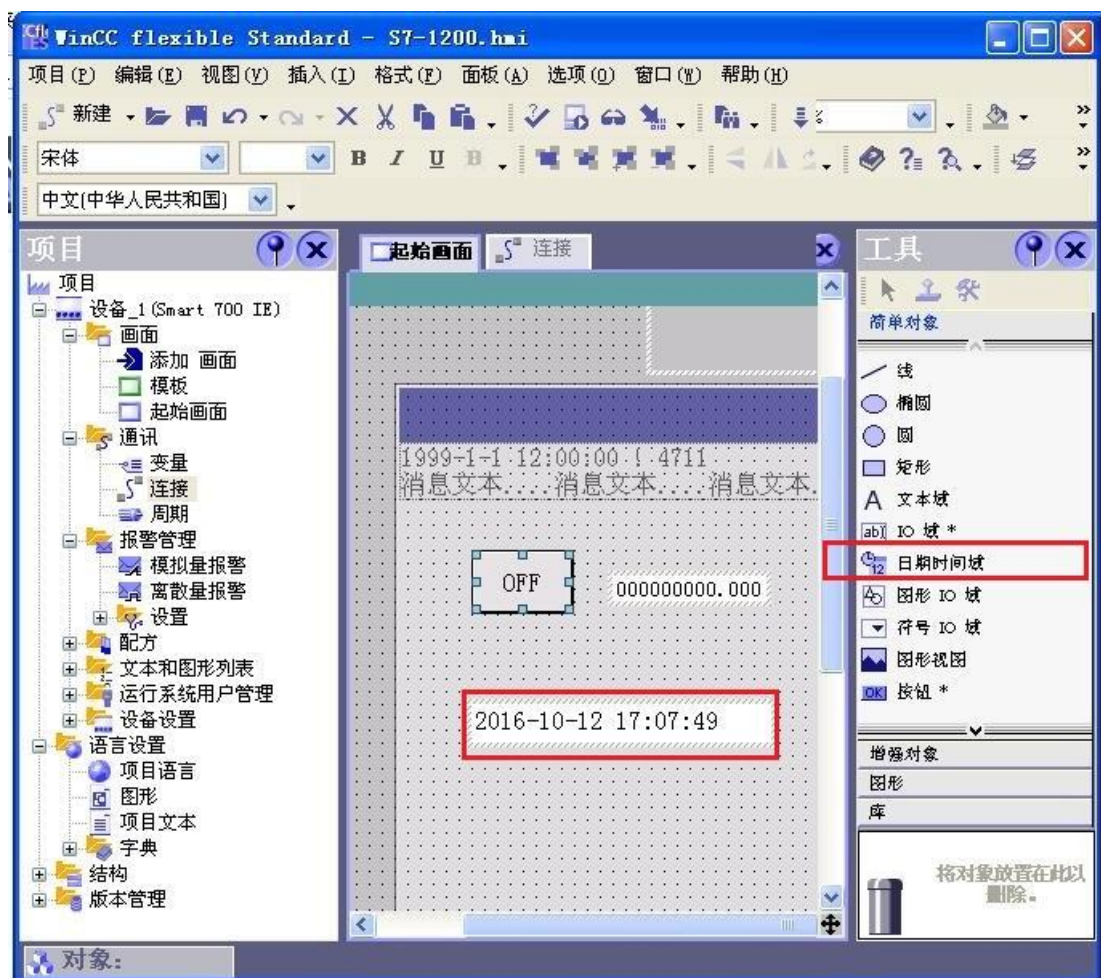 WinCC flexible Standard - S7-1200.hmi
项目(P) 编辑(E) 视图(V) 插入(I) 格式(F) 面板(A) 选项(O) 窗口(W) 帮助(H)
新建
宋体
B I U B
中文(中华人民共和国)
项目
项目
设备_1(Smart 700 IE)
画面
添加 画面
模板
起始画面
通讯
变量
连接
周期
报警管理
模拟量报警
离散量报警
设置
配方
文本和图形列表
运行系统用户管理
设备设置
语言设置
项目语言
图形
项目文本
字典
结构
版本管理
起始画面
连接
1999-1-1 12:00:00 ! 4711
消息文本....消息文本....消息文本.
OFF
000000000.000
2016-10-12 17:07:49
工具
简单对象
线
椭圆
圆
矩形
A 文本域
ab IO 域 *
12 日期时间域
图形 IO 域
符号 IO 域
图形视图
OK 按钮 *
增强对象
图形
库
将对象放置在此以
删除。
对象: